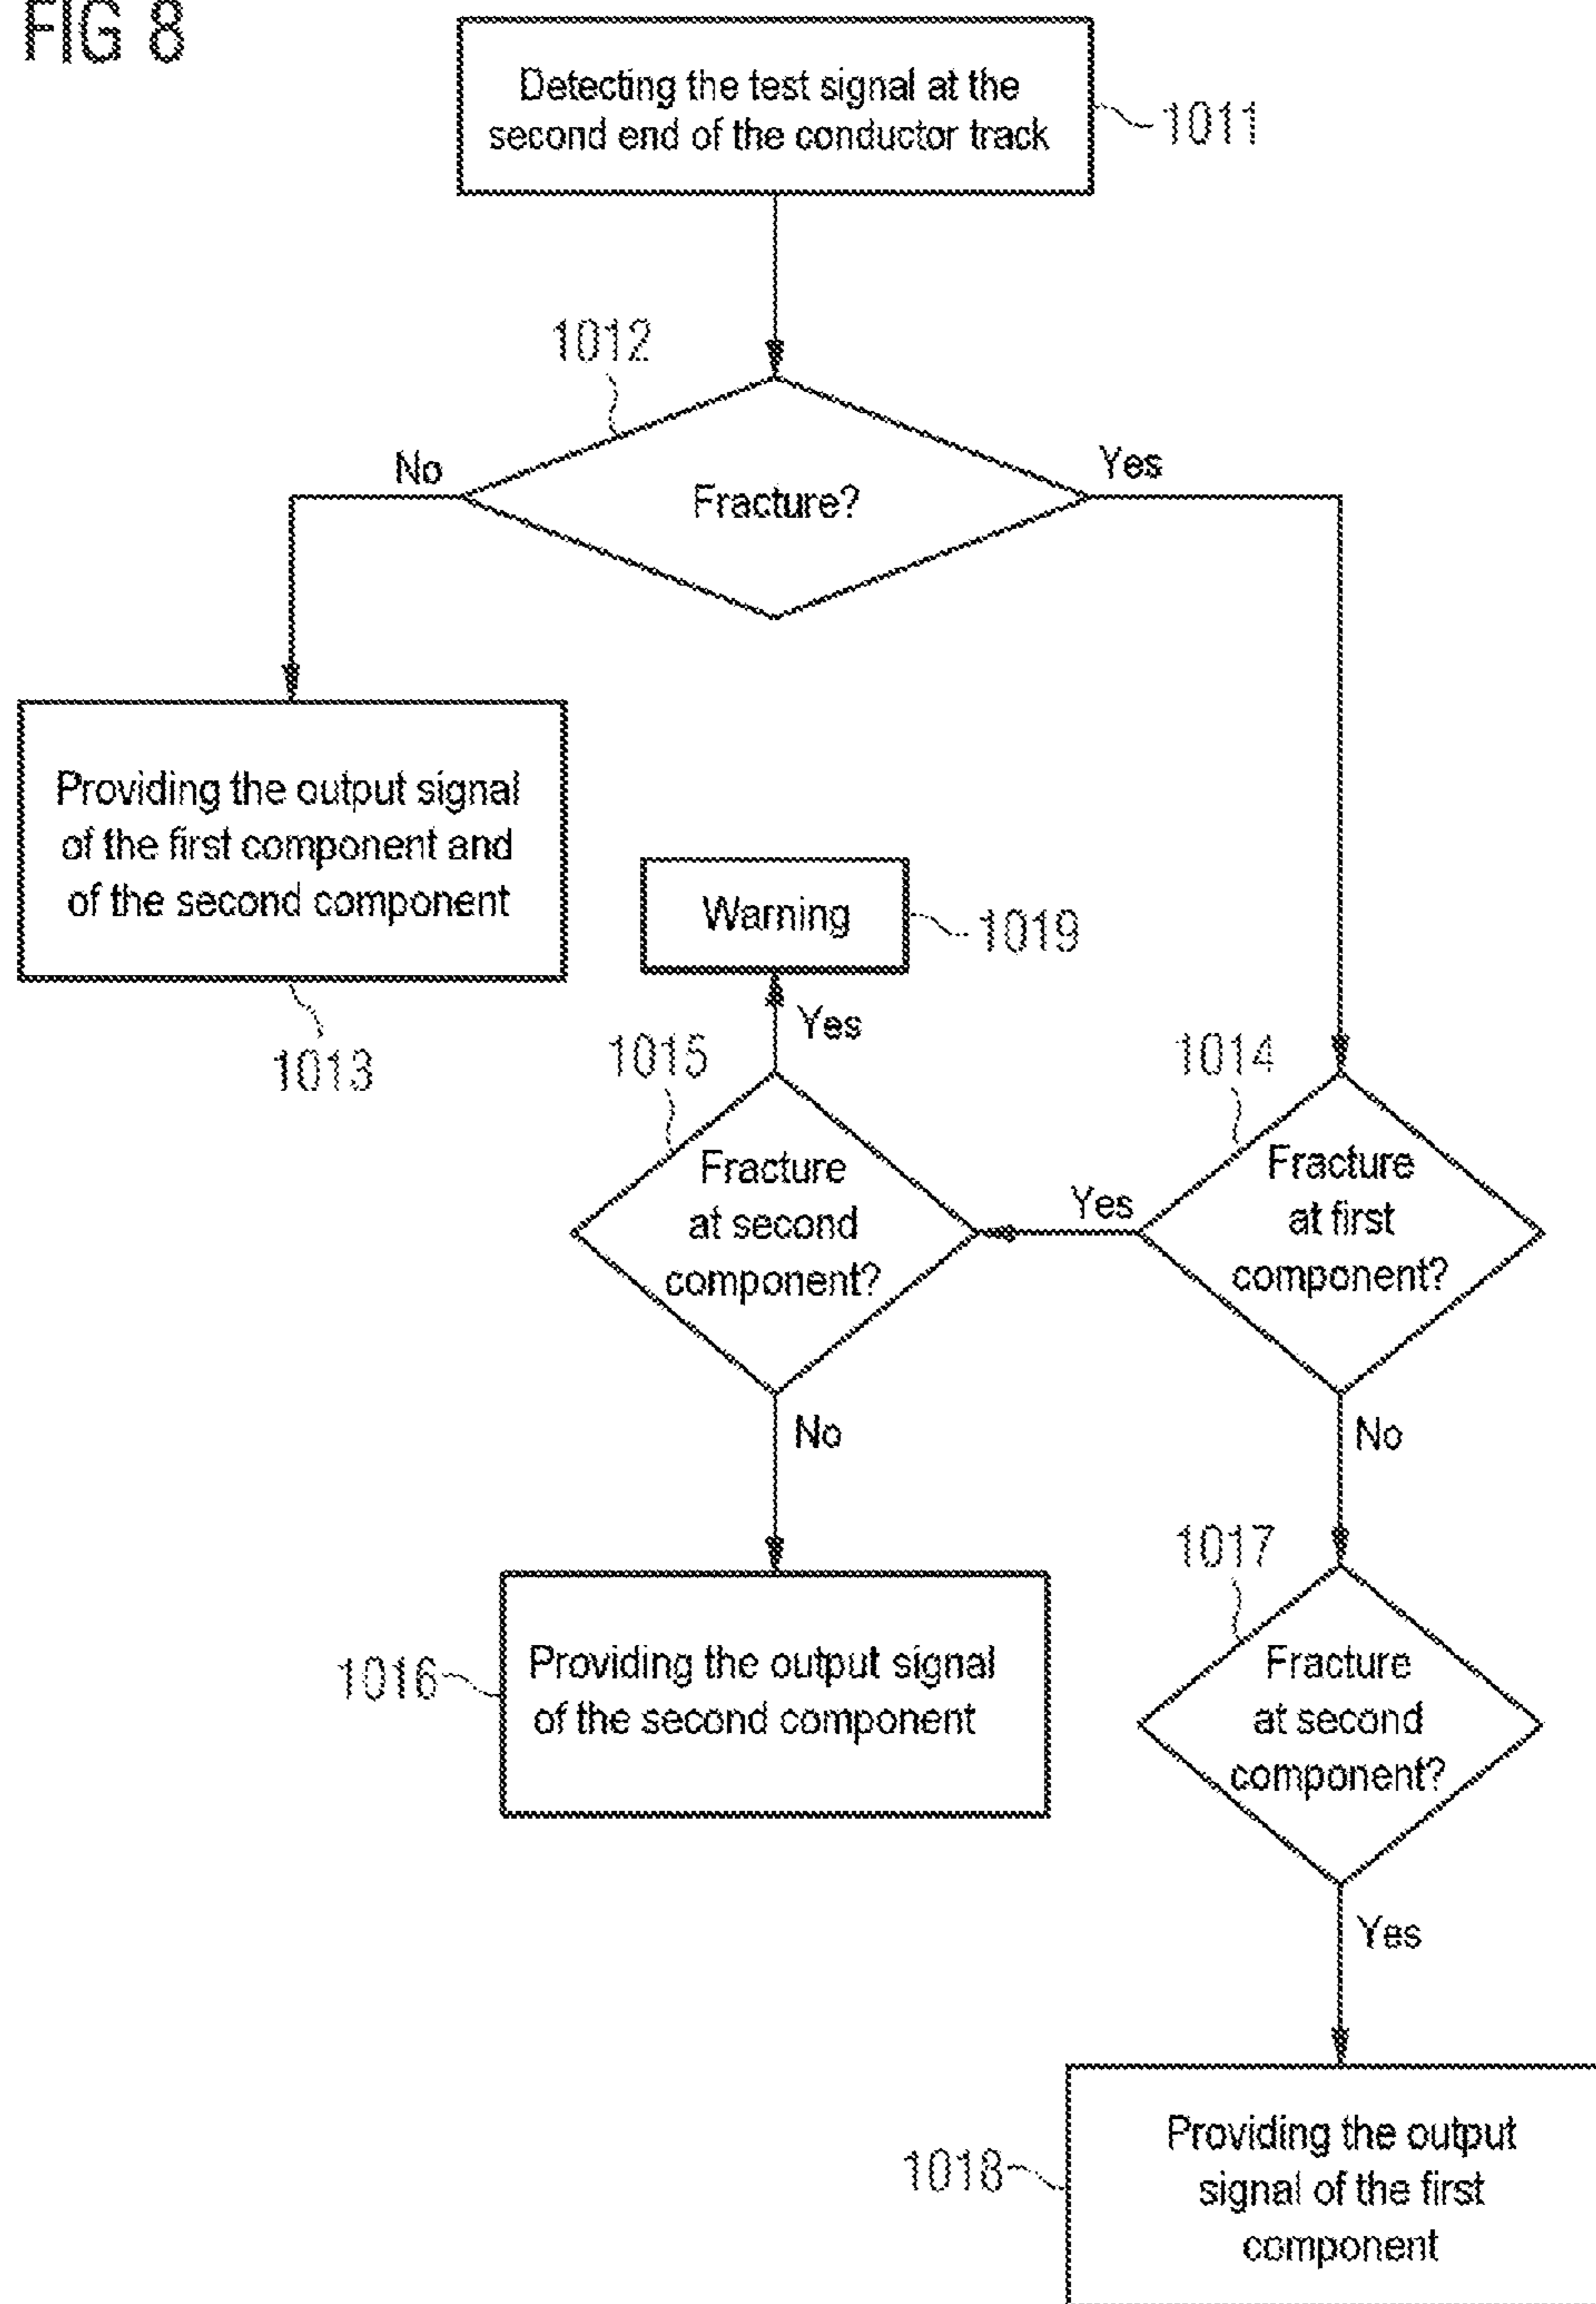 FIG 8
Detecting the test signal at the
second end of the conductor track
1011
1012
No
Yes
Fracture?
Providing the output signal
of the first component and
of the second component
1013
Warning
1019
Yes
1015
1014
Fracture
at second
component?
Yes
Fracture
at first
component?
No
No
1017
1016
Providing the output signal
of the second component
Fracture
at second
component?
Yes
1018
Providing the output
signal of the first
component